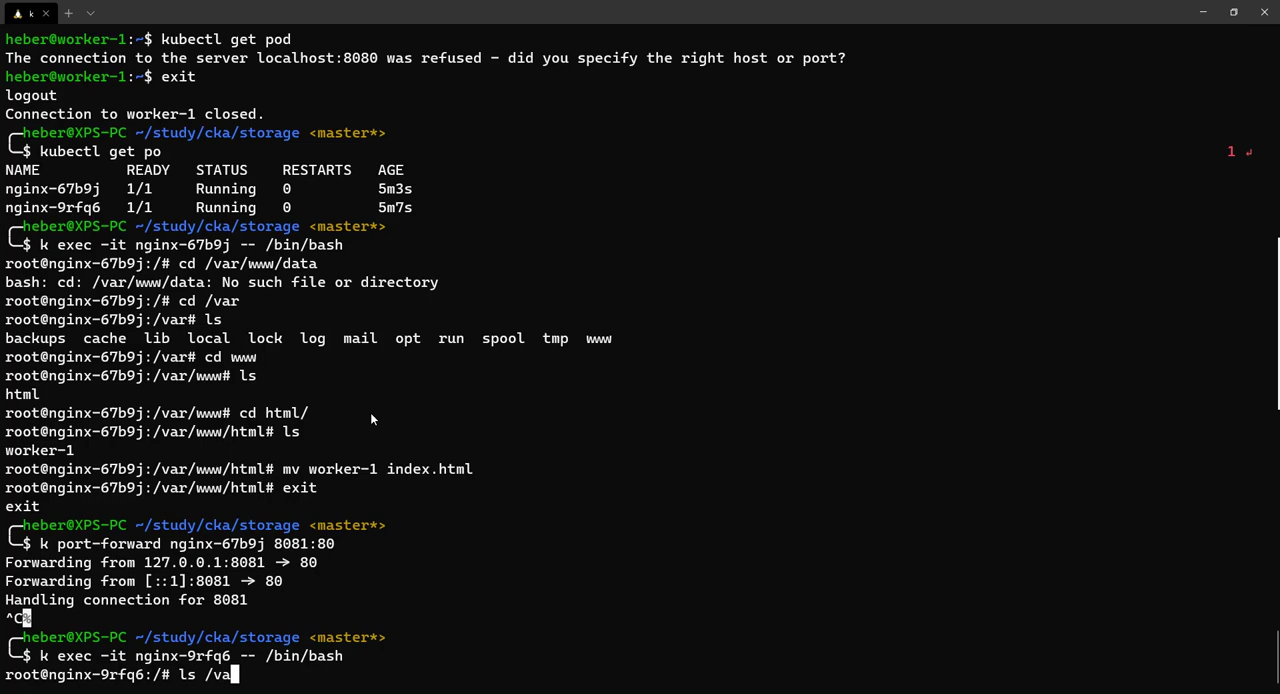 k
heber@worker-1:~$ kubectl get pod
The connection to the server localhost:8080 was refused - did you specify the right host or port?
heber@worker-1:~$ exit
logout
Connection to worker-1 closed.
╭─heber@XPS-PC ~/study/cka/storage <master*>
╰─$ kubectl get po 1 ↵
NAME READY STATUS RESTARTS AGE
nginx-67b9j 1/1 Running 0 5m3s
nginx-9rfq6 1/1 Running 0 5m7s
╭─heber@XPS-PC ~/study/cka/storage <master*>
╰─$ k exec -it nginx-67b9j -- /bin/bash
root@nginx-67b9j:/# cd /var/www/data
bash: cd: /var/www/data: No such file or directory
root@nginx-67b9j:/# cd /var
root@nginx-67b9j:/var# ls
backups cache lib local lock log mail opt run spool tmp www
root@nginx-67b9j:/var# cd www
root@nginx-67b9j:/var/www# ls
html
root@nginx-67b9j:/var/www# cd html/
root@nginx-67b9j:/var/www/html# ls
worker-1
root@nginx-67b9j:/var/www/html# mv worker-1 index.html
root@nginx-67b9j:/var/www/html# exit
exit
╭─heber@XPS-PC ~/study/cka/storage <master*>
╰─$ k port-forward nginx-67b9j 8081:80
Forwarding from 127.0.0.1:8081 -> 80
Forwarding from [::1]:8081 -> 80
Handling connection for 8081
^C%
╭─heber@XPS-PC ~/study/cka/storage <master*>
╰─$ k exec -it nginx-9rfq6 -- /bin/bash
root@nginx-9rfq6:/# ls /va